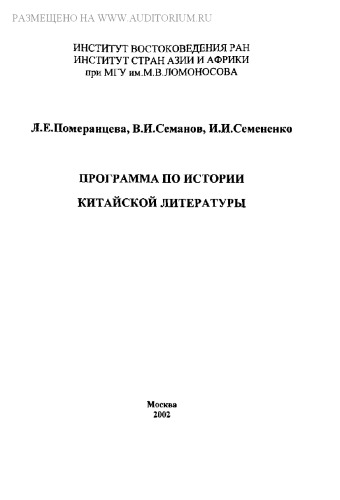 РАЗМЕЩЕНО НА WWW.AUDITORIUM.RU
ИНСТИТУТ ВОСТОКОВЕДЕНИЯ РАН
ИНСТИТУТ СТРАН АЗИИ И АФРИКИ
при МГУ им.М.В.ЛОМОНОСОВА
Л.Е.Померанцева, В.И.Семанов, И.И.Семененко
ПРОГРАММА ПО ИСТОРИИ
КИТАЙСКОЙ ЛИТЕРАТУРЫ
Москва
2002